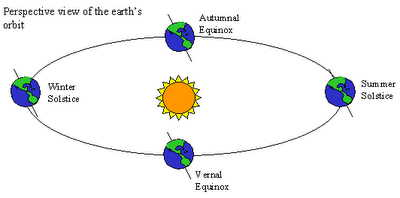 Perspective view of the earth's
orbit
Autumnal
Equinox
Winter
Solstice
Summer
Solstice
Vernal
Equinox